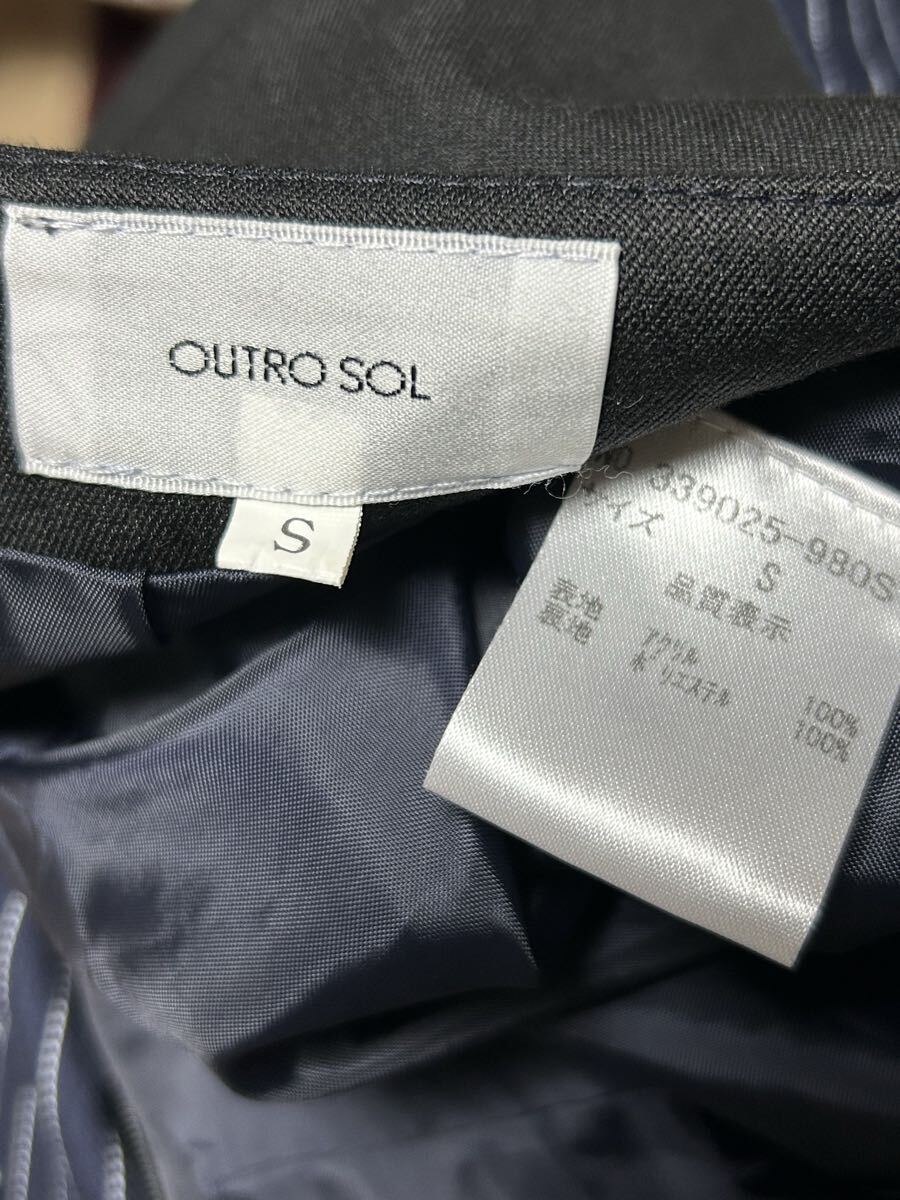 OUTRO SOL
S
339025-980S
サイズ S
品質表示
表地 アクリル 100%
裏地 ポリエステル 100%